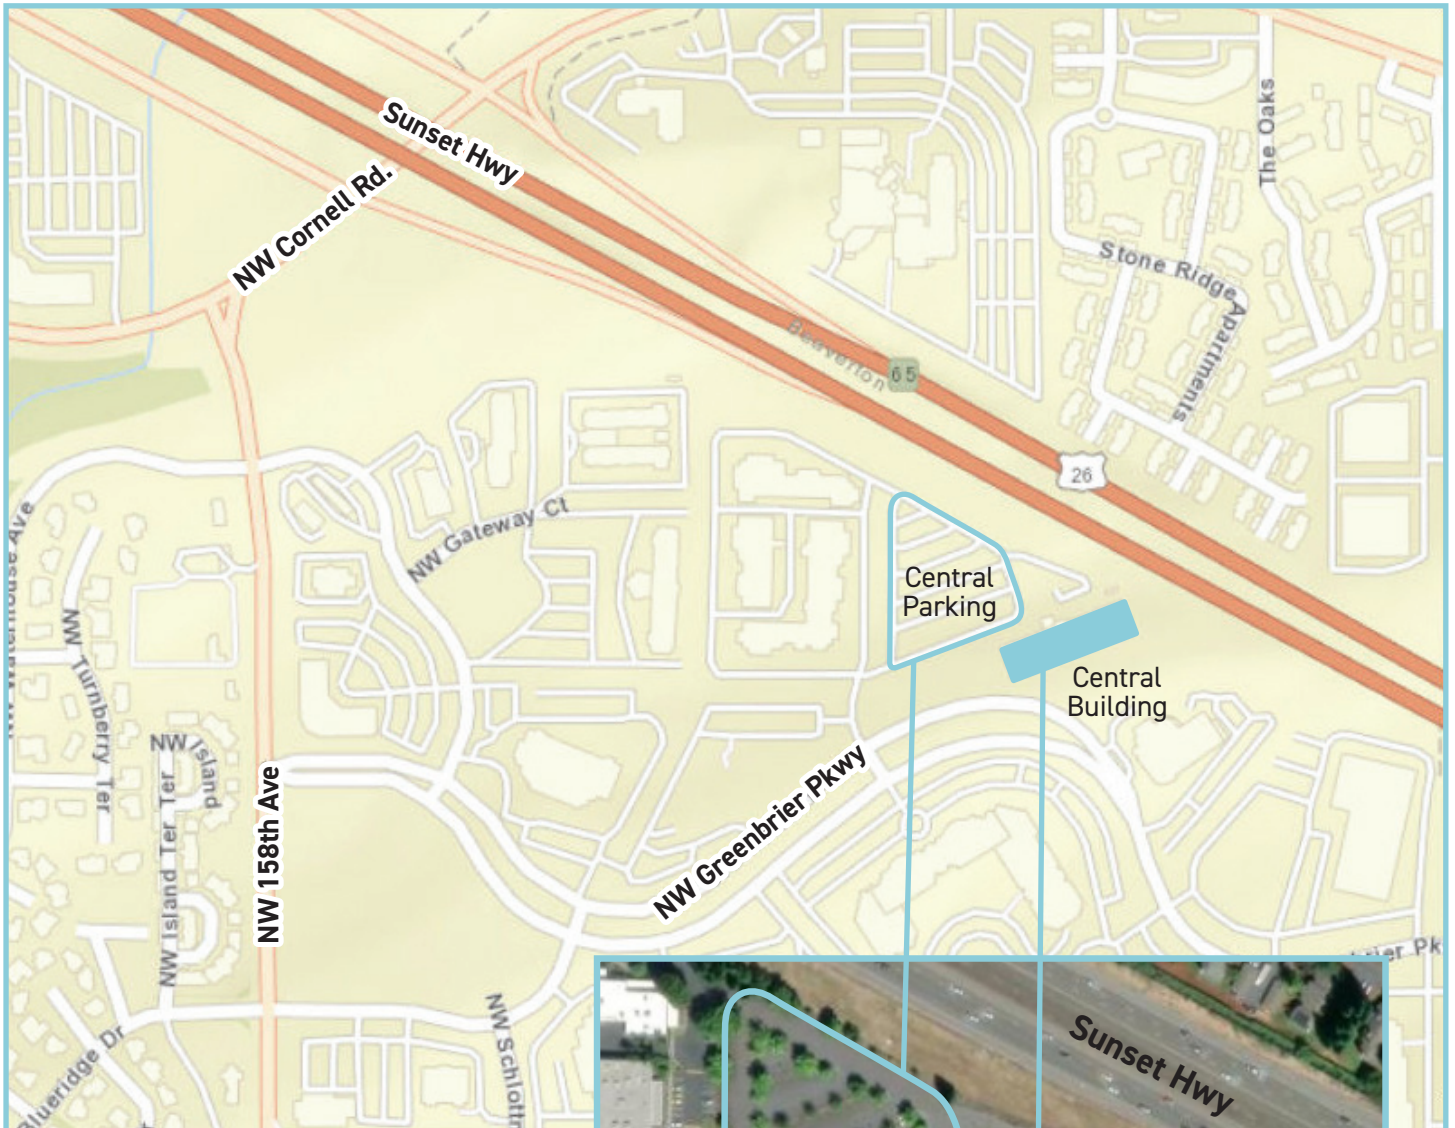 Sunset Hwy
NW Cornell Rd.
The Oaks
Stone Ridge
Apartments
Beaverton
65
26
NW Gateway Ct
Central
Parking
Central
Building
NW Turnberry Ter
NW Island
NW Island Ter Ter
NW 158th Ave
NW Greenbrier Pkwy
Blueridge Dr
Sunset Hwy